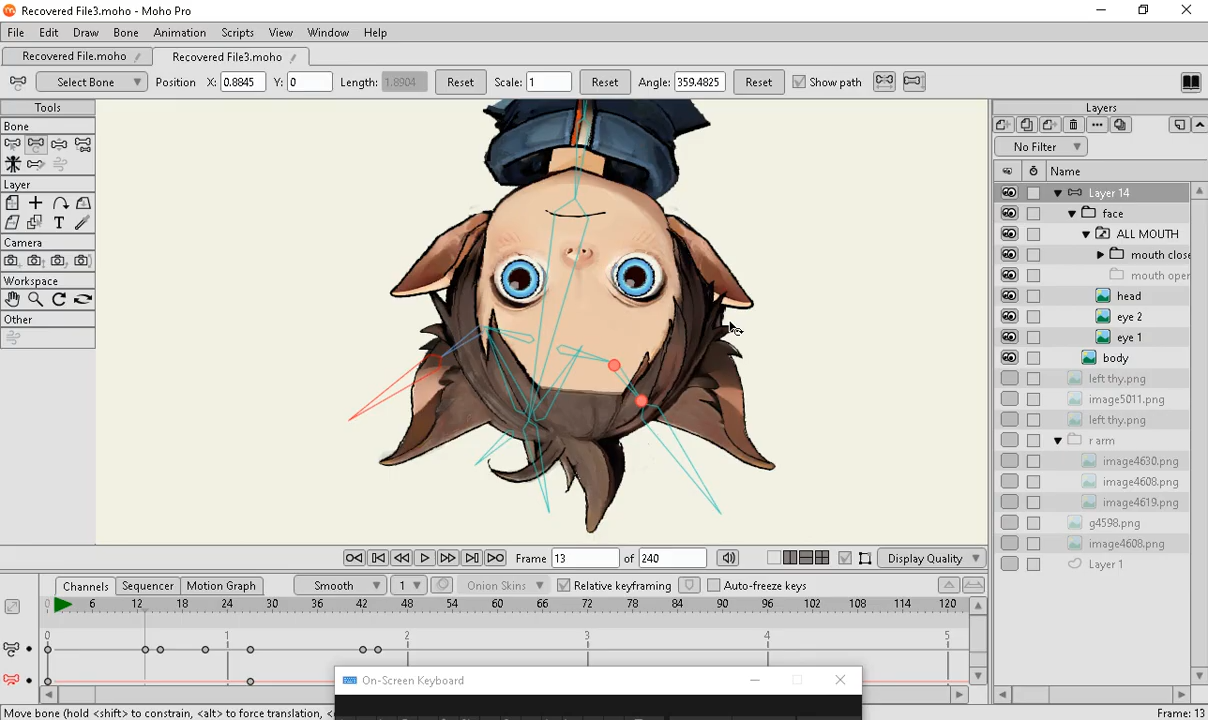 Recovered File3.moho - Moho Pro
File Edit Draw Bone Animation Scripts View Window Help
Recovered File.moho Recovered File3.moho
Select Bone Position X: 0.8845 Y: 0 Length: 1.8904 Reset Scale: 1 Reset Angle: 359.4825 Reset Show path
Tools
Bone
Layer
T
Camera
Workspace
Other
Layers
No Filter
Name
Layer 14
face
ALL MOUTH
mouth close
mouth open
head
eye 2
eye 1
body
left thy.png
image5011.png
left thy.png
r arm
image4630.png
image4608.png
image4619.png
g4598.png
image4608.png
Layer 1
Frame 13 of 240 Display Quality
Channels Sequencer Motion Graph Smooth 1 Onion Skins Relative keyframing Auto-freeze keys
0 6 12 18 24 30 36 42 48 54 60 66 72 78 84 90 96 102 108 114 120
0 1 2 3 4 5
On-Screen Keyboard
Move bone (hold <shift> to constrain, <alt> to force translation, < Frame: 13